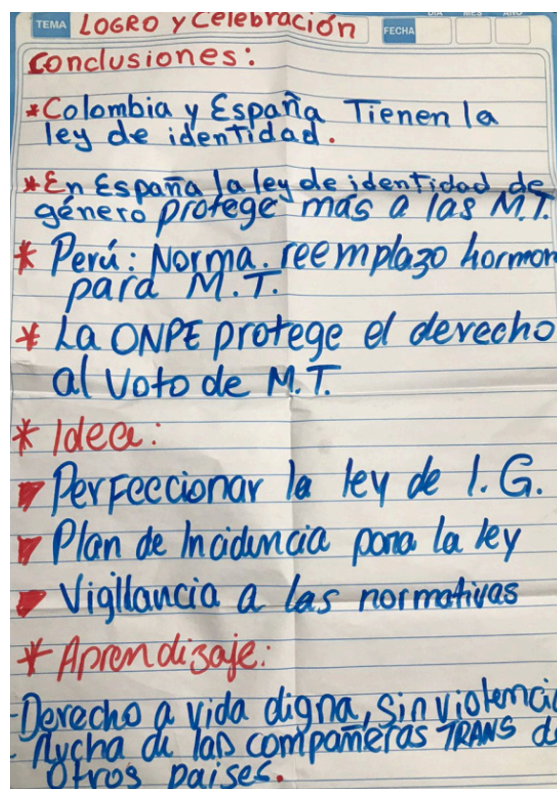 TEMA LOGRO y Celebración FECHA DIA MES AÑO
Conclusiones:
*Colombia y España Tienen la
ley de identidad.
*En España la ley de identidad de
género protege más a las M.T.
* Perú: Norma. reemplazo hormon
para M.T.
* La ONPE protege el derecho
al Voto de M.T.
* Idea:
Perfeccionar la ley de I.G.
Plan de Incidencia para la ley
Vigilancia a las normativas
* Aprendizaje:
-Derecho a vida digna, sin violencia
- lucha de las compañeras TRANS de
otros paises.